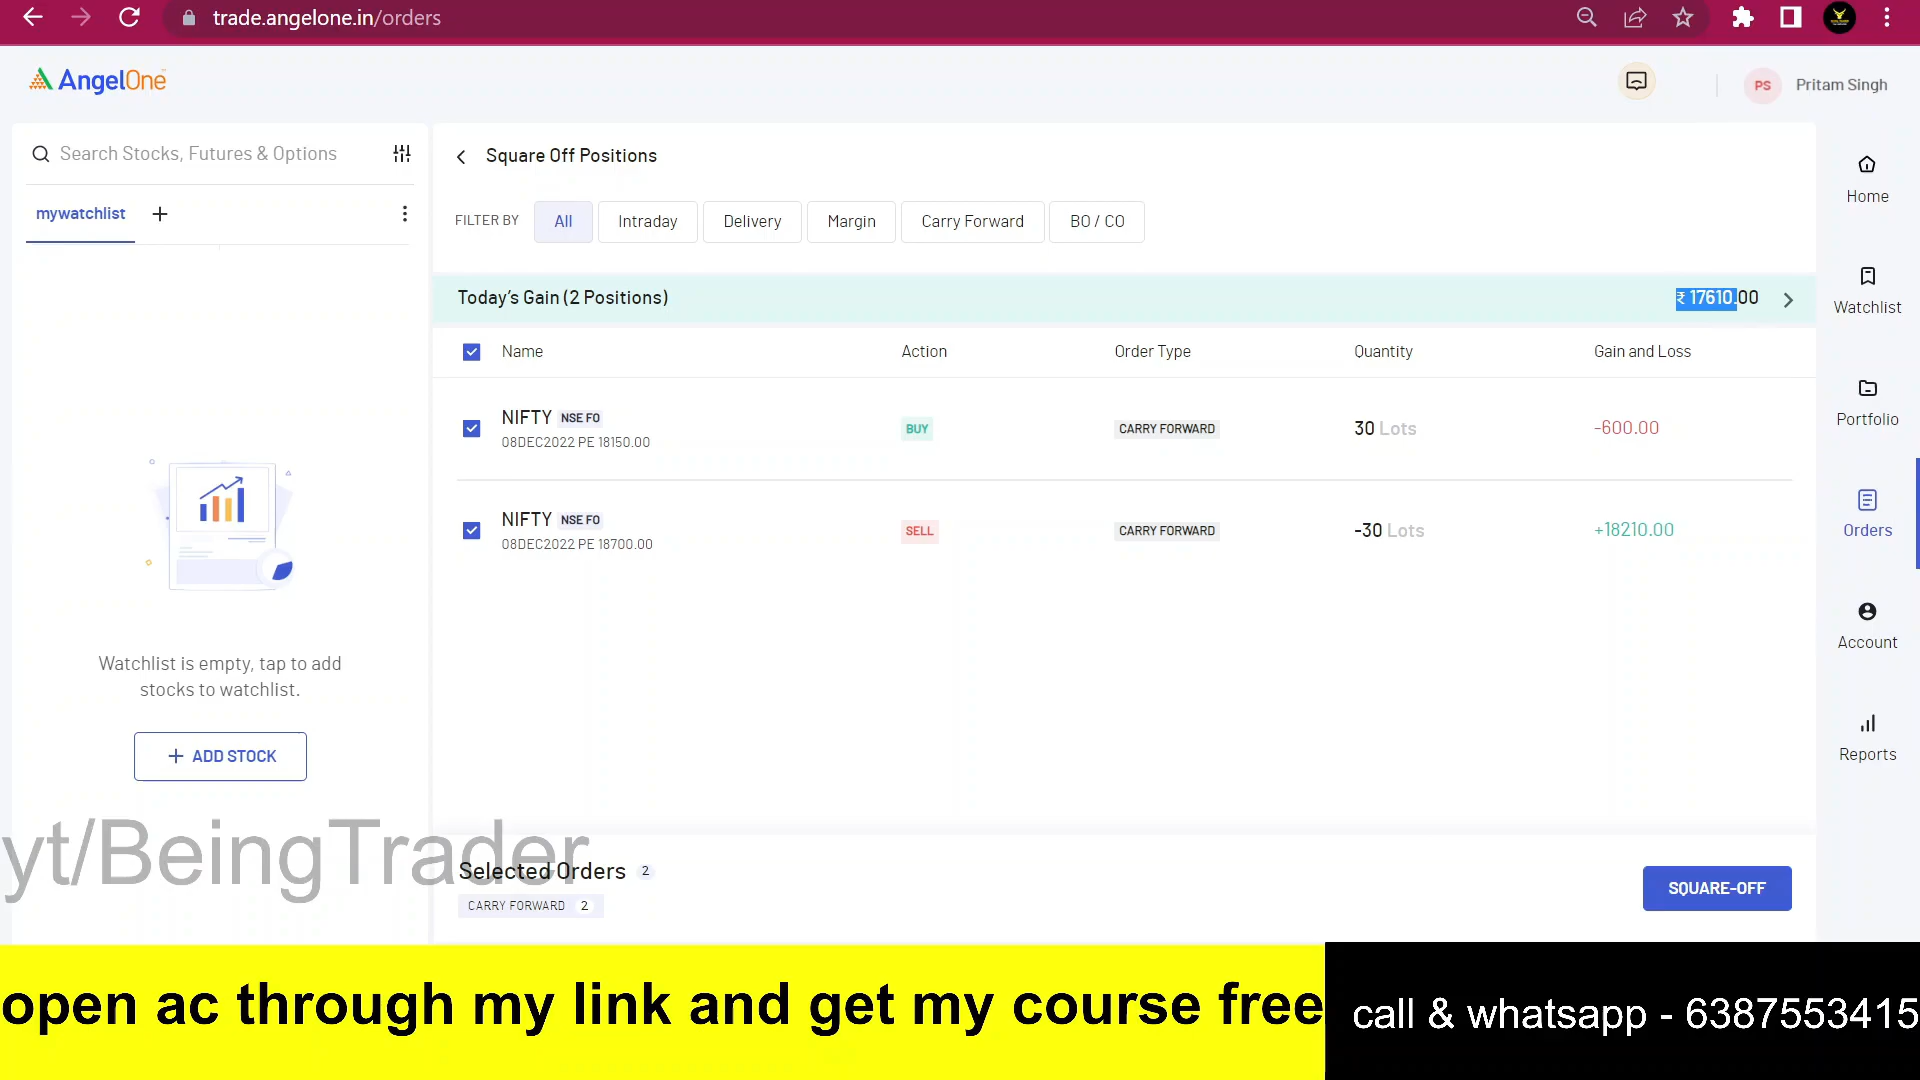 trade.angelone.in/orders
AngelOne
PS Pritam Singh
Search Stocks, Futures & Options
mywatchlist +
Watchlist is empty, tap to add
stocks to watchlist.
+ ADD STOCK
Square Off Positions
FILTER BY All Intraday Delivery Margin Carry Forward BO / CO
Today's Gain (2 Positions) ₹ 17610.00
Name Action Order Type Quantity Gain and Loss
NIFTY NSE FO BUY CARRY FORWARD 30 Lots -600.00
08DEC2022 PE 18150.00
NIFTY NSE FO SELL CARRY FORWARD -30 Lots +18210.00
08DEC2022 PE 18700.00
Selected Orders 2
CARRY FORWARD 2
SQUARE-OFF
Home
Watchlist
Portfolio
Orders
Account
Reports
yt/BeingTrader
open ac through my link and get my course free
call & whatsapp - 6387553415